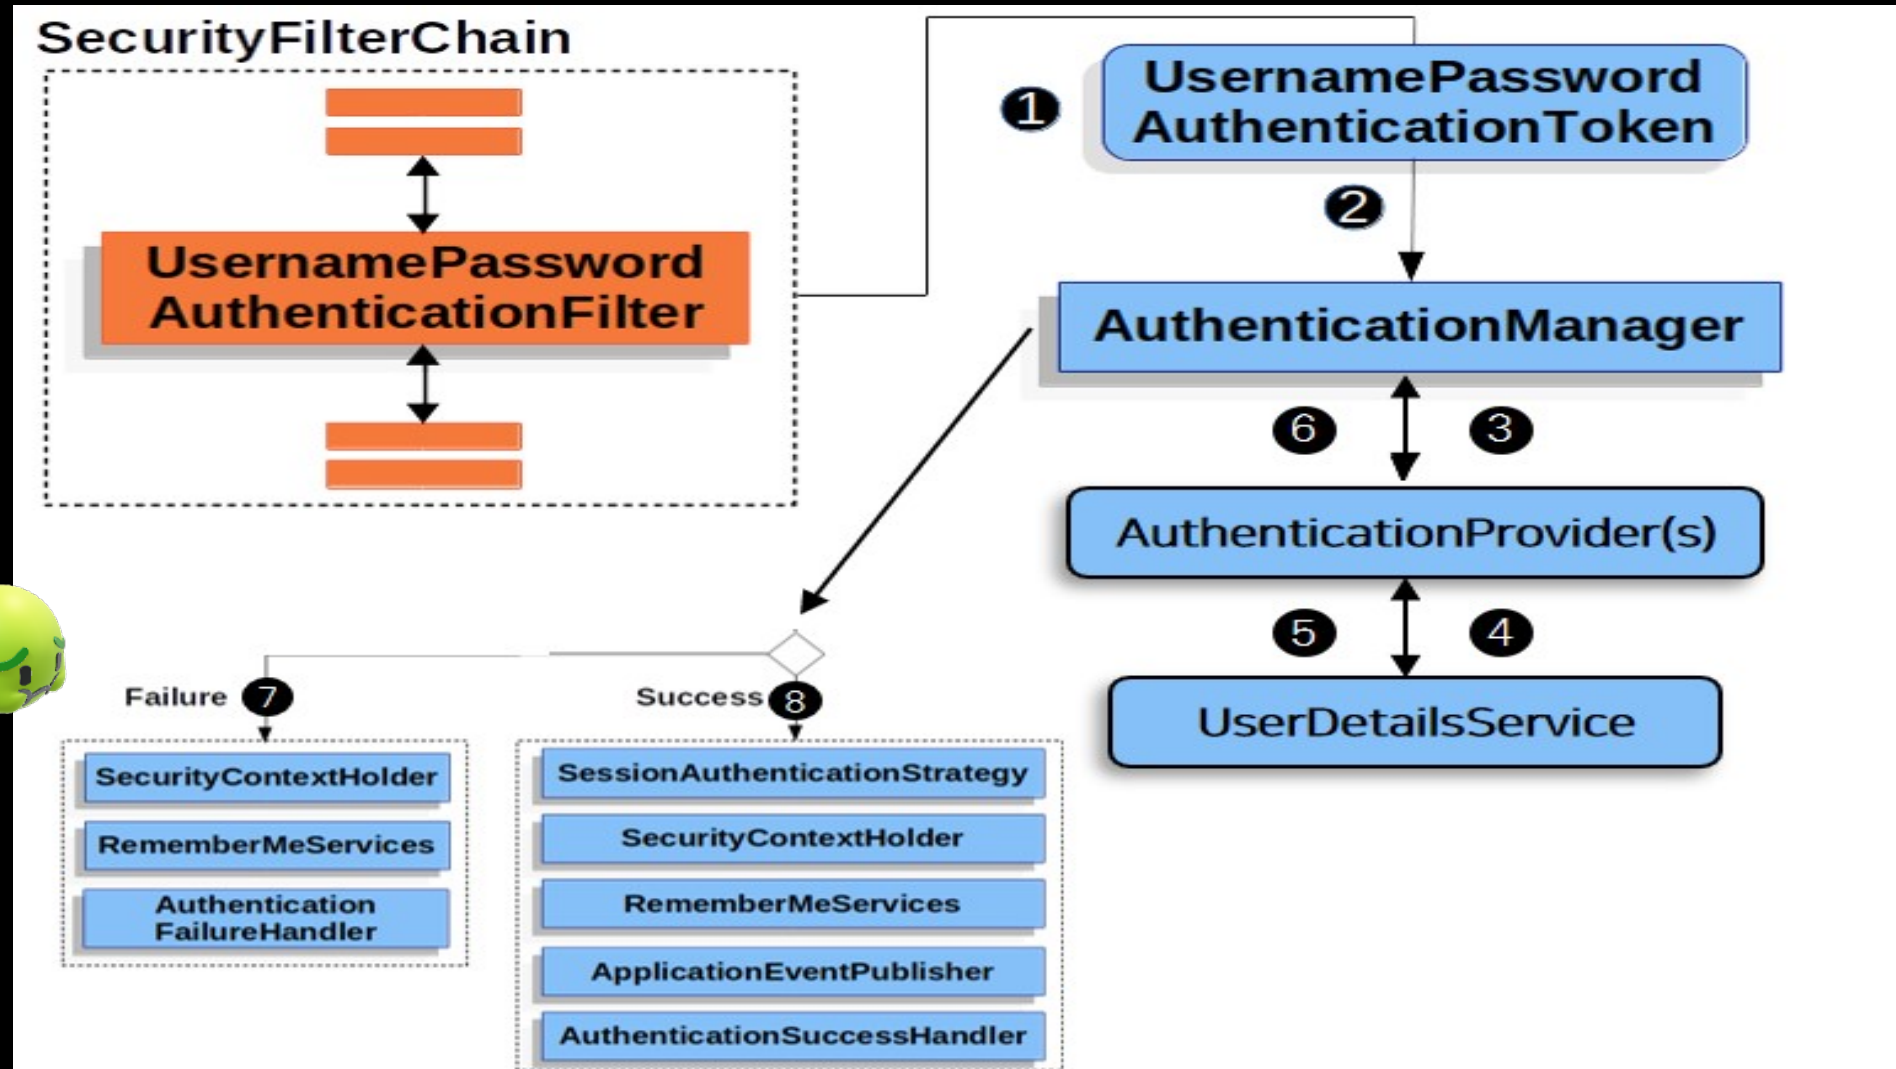 SecurityFilterChain
UsernamePassword
AuthenticationFilter
1
UsernamePassword
AuthenticationToken
2
AuthenticationManager
6
3
AuthenticationProvider(s)
5
4
UserDetailsService
Failure
7
Success
8
SecurityContextHolder
RememberMeServices
Authentication
FailureHandler
SessionAuthenticationStrategy
SecurityContextHolder
RememberMeServices
ApplicationEventPublisher
AuthenticationSuccessHandler